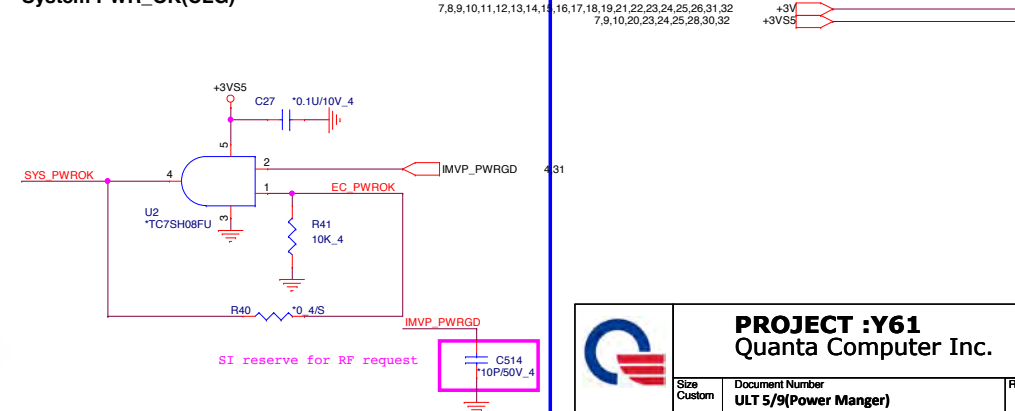 7,8,9,10,11,12,13,14,15,16,17,18,19,21,22,23,24,25,26,31,32 +3V
7,9,10,20,23,24,25,28,30,32 +3VS5
+3VS5
C27 *0.1U/10V_4
5
2
IMVP_PWRGD 4,31
SYS_PWROK
4
1
EC_PWROK
U2
*TC7SH08FU
3
R41
10K_4
R40 *0_4/S
IMVP_PWRGD
SI reserve for RF request
C514
*10P/50V_4
PROJECT :Y61
Quanta Computer Inc.
Size
Custom
Document Number
ULT 5/9(Power Manger)
R